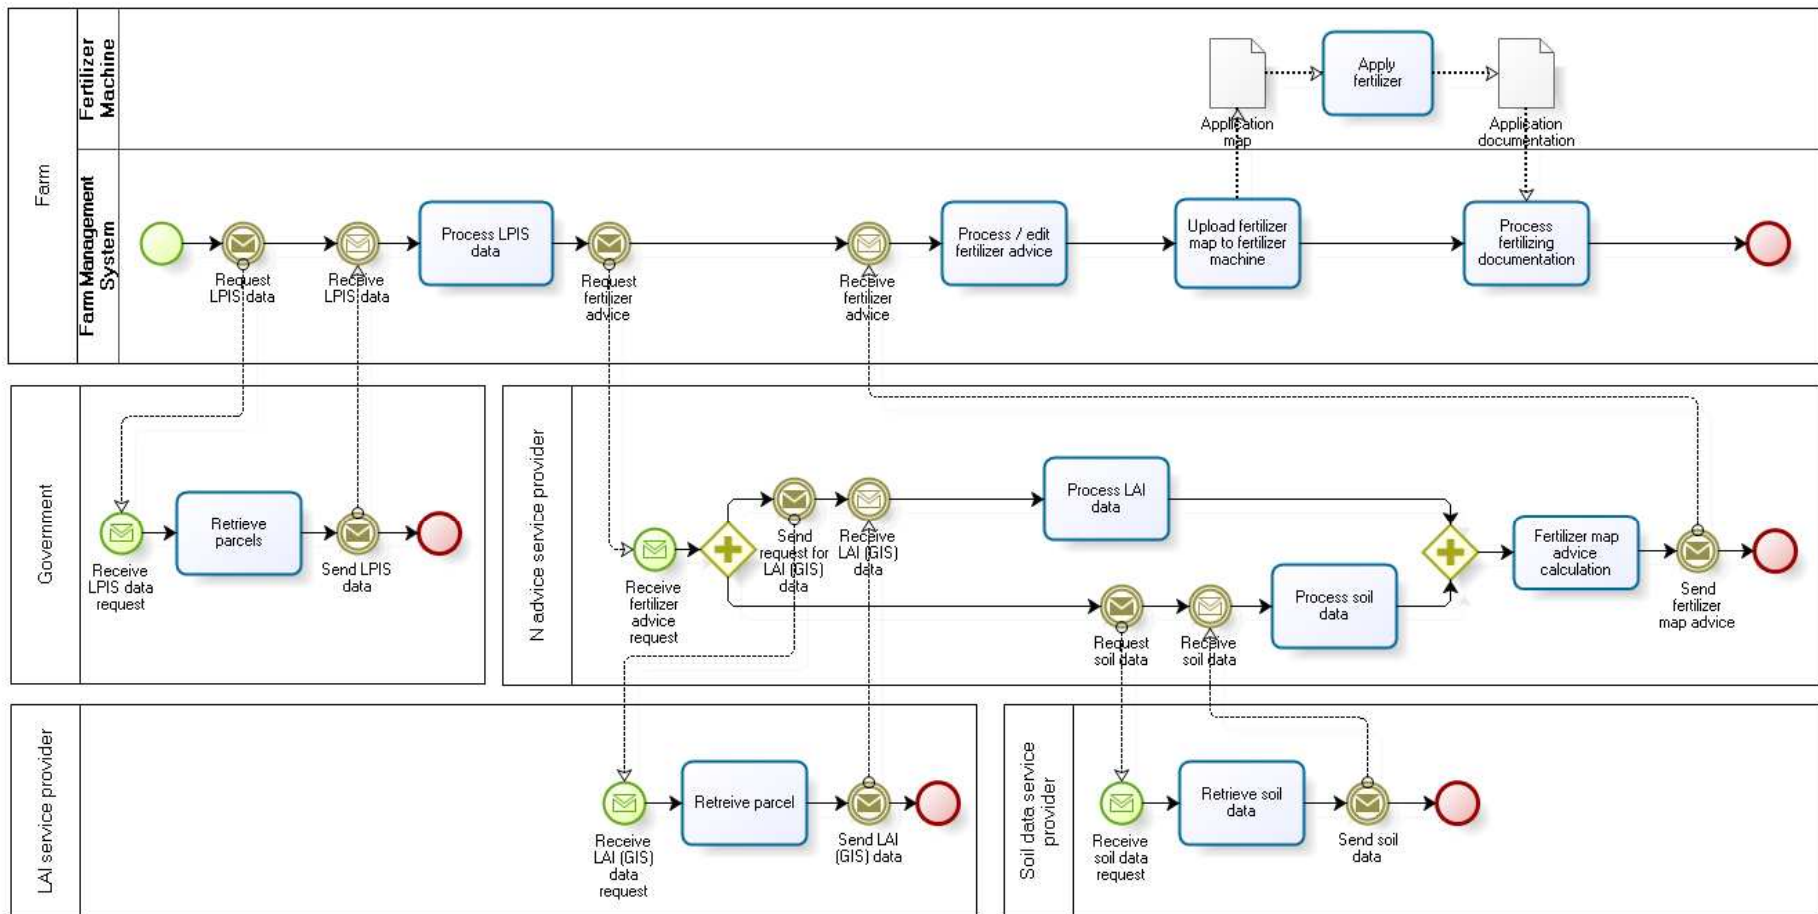 Farm
Fertilizer
Machine
Application
map
Apply
fertilizer
Application
documentation
Farm Management
System
Request
LPIS data
Receive
LPIS data
Process LPIS
data
Request
fertilizer
advice
Receive
fertilizer
advice
Process / edit
fertilizer advice
Upload fertilizer
map to fertilizer
machine
Process
fertilizing
documentation
Government
Receive
LPIS data
request
Retrieve
parcels
Send LPIS
data
N advice service provider
Receive
fertilizer
advice
request
Send
request for
LAI (GIS)
data
Receive
LAI (GIS)
data
Process LAI
data
Request
soil data
Receive
soil data
Process soil
data
Fertilizer map
advice
calculation
Send
fertilizer
map advice
LAI service provider
Receive
LAI (GIS)
data
request
Retreive parcel
Send LAI
(GIS) data
Soil data service
provider
Receive
soil data
request
Retrieve soil
data
Send soil
data